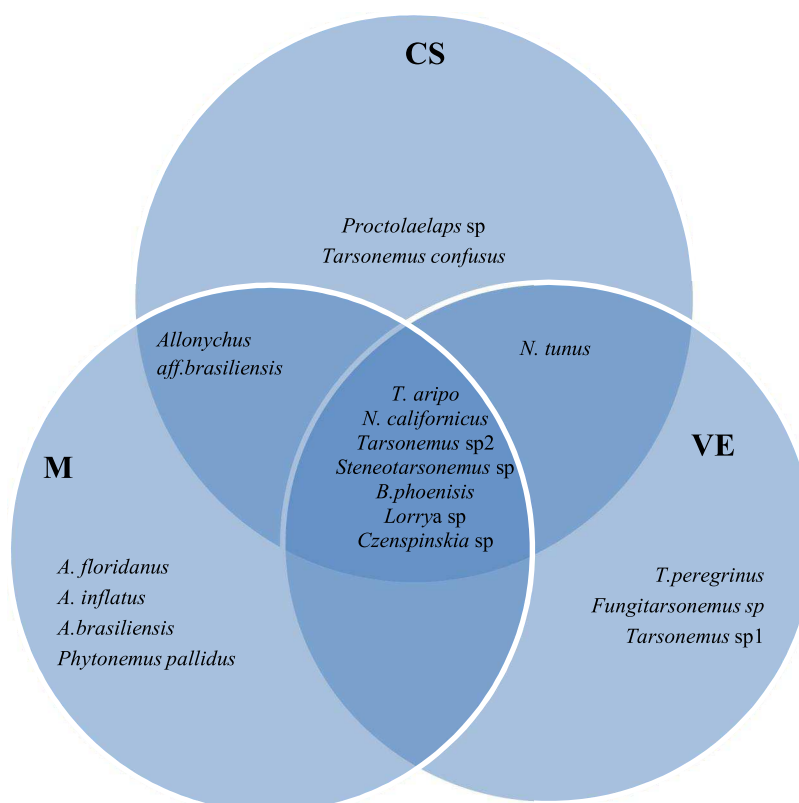 CS
Proctolaelaps sp
Tarsonemus confusus
Allonychus
aff.brasiliensis
N. tunus
T. aripo
N. californicus
Tarsonemus sp2
Steneotarsonemus sp
B.phoenisis
Lorrya sp
Czenspinskia sp
M
VE
A. floridanus
A. inflatus
A.brasiliensis
Phytonemus pallidus
T.peregrinus
Fungitarsonemus sp
Tarsonemus sp1